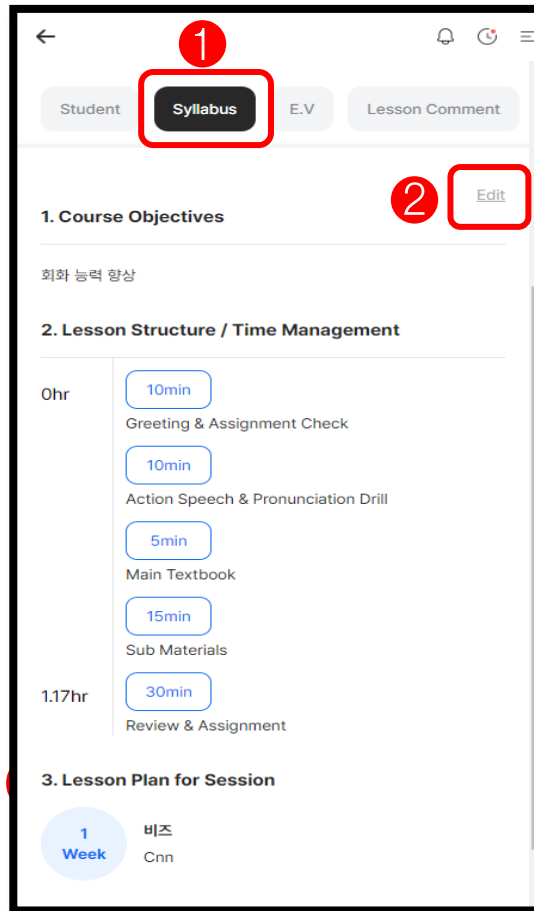 1
Student Syllabus E.V Lesson Comment
2
Edit
1. Course Objectives
회화 능력 향상
2. Lesson Structure / Time Management
0hr
10min
Greeting & Assignment Check
10min
Action Speech & Pronunciation Drill
5min
Main Textbook
15min
Sub Materials
1.17hr
30min
Review & Assignment
3. Lesson Plan for Session
1
Week
비즈
Cnn